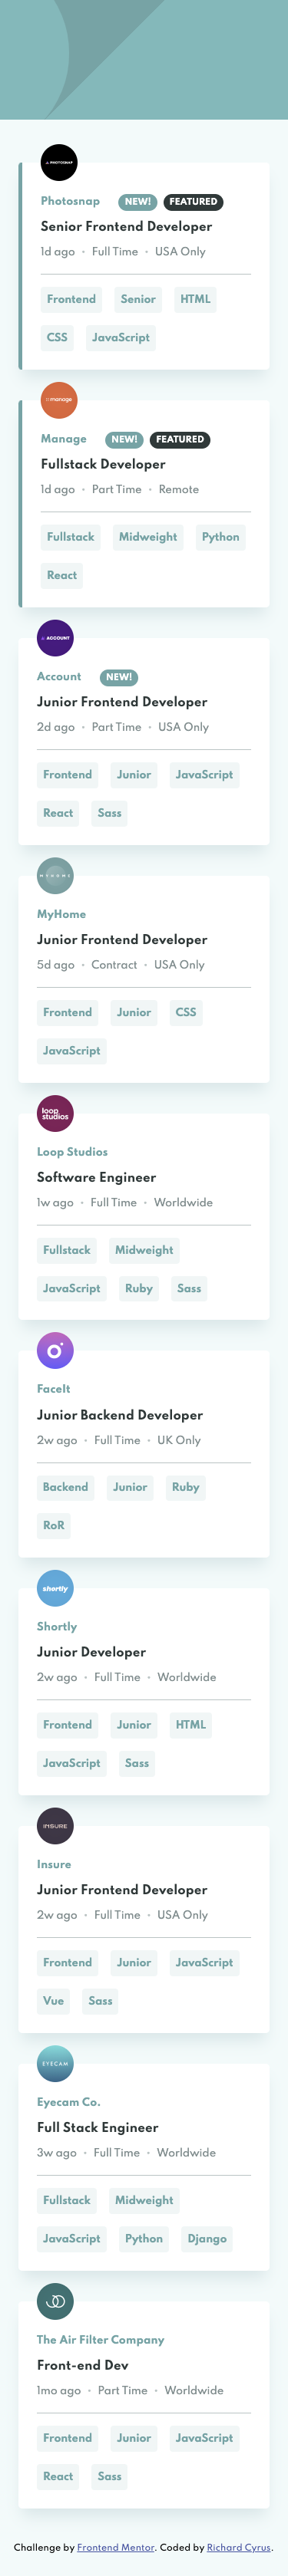 PHOTOSNAP
Photosnap NEW! FEATURED
Senior Frontend Developer
1d ago • Full Time • USA Only
Frontend Senior HTML
CSS JavaScript
manage
Manage NEW! FEATURED
Fullstack Developer
1d ago • Part Time • Remote
Fullstack Midweight Python
React
ACCOUNT
Account NEW!
Junior Frontend Developer
2d ago • Part Time • USA Only
Frontend Junior JavaScript
React Sass
MYHOME
MyHome
Junior Frontend Developer
5d ago • Contract • USA Only
Frontend Junior CSS
JavaScript
loop
studios
Loop Studios
Software Engineer
1w ago • Full Time • Worldwide
Fullstack Midweight
JavaScript Ruby Sass
FaceIt
Junior Backend Developer
2w ago • Full Time • UK Only
Backend Junior Ruby
RoR
shortly
Shortly
Junior Developer
2w ago • Full Time • Worldwide
Frontend Junior HTML
JavaScript Sass
INSURE
Insure
Junior Frontend Developer
2w ago • Full Time • USA Only
Frontend Junior JavaScript
Vue Sass
EYECAM
Eyecam Co.
Full Stack Engineer
3w ago • Full Time • Worldwide
Fullstack Midweight
JavaScript Python Django
The Air Filter Company
Front-end Dev
1mo ago • Part Time • Worldwide
Frontend Junior JavaScript
React Sass
Challenge by Frontend Mentor. Coded by Richard Cyrus.